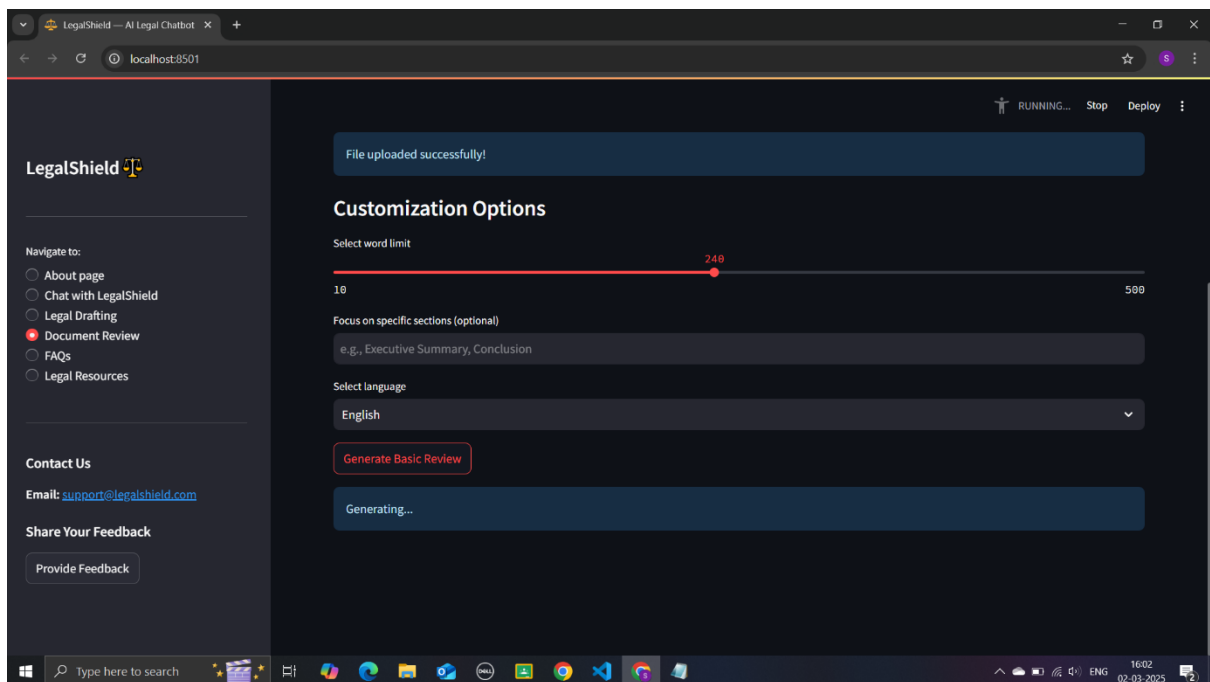 LegalShield — AI Legal Chatbot
localhost:8501
S
RUNNING...
Stop
Deploy
LegalShield
Navigate to:
About page
Chat with LegalShield
Legal Drafting
Document Review
FAQs
Legal Resources
Contact Us
Email: support@legalshield.com
Share Your Feedback
Provide Feedback
File uploaded successfully!
Customization Options
Select word limit
240
10
500
Focus on specific sections (optional)
e.g., Executive Summary, Conclusion
Select language
English
Generate Basic Review
Generating...
Type here to search
DELL
S
ENG
16:02
02-03-2025
2